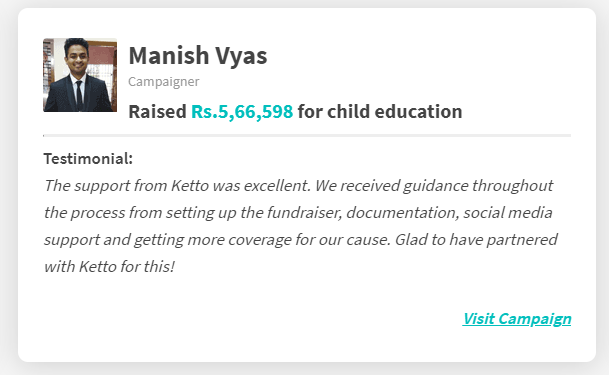 Manish Vyas
Campaigner
Raised Rs.5,66,598 for child education
Testimonial:
The support from Ketto was excellent. We received guidance throughout
the process from setting up the fundraiser, documentation, social media
support and getting more coverage for our cause. Glad to have partnered
with Ketto for this!
Visit Campaign